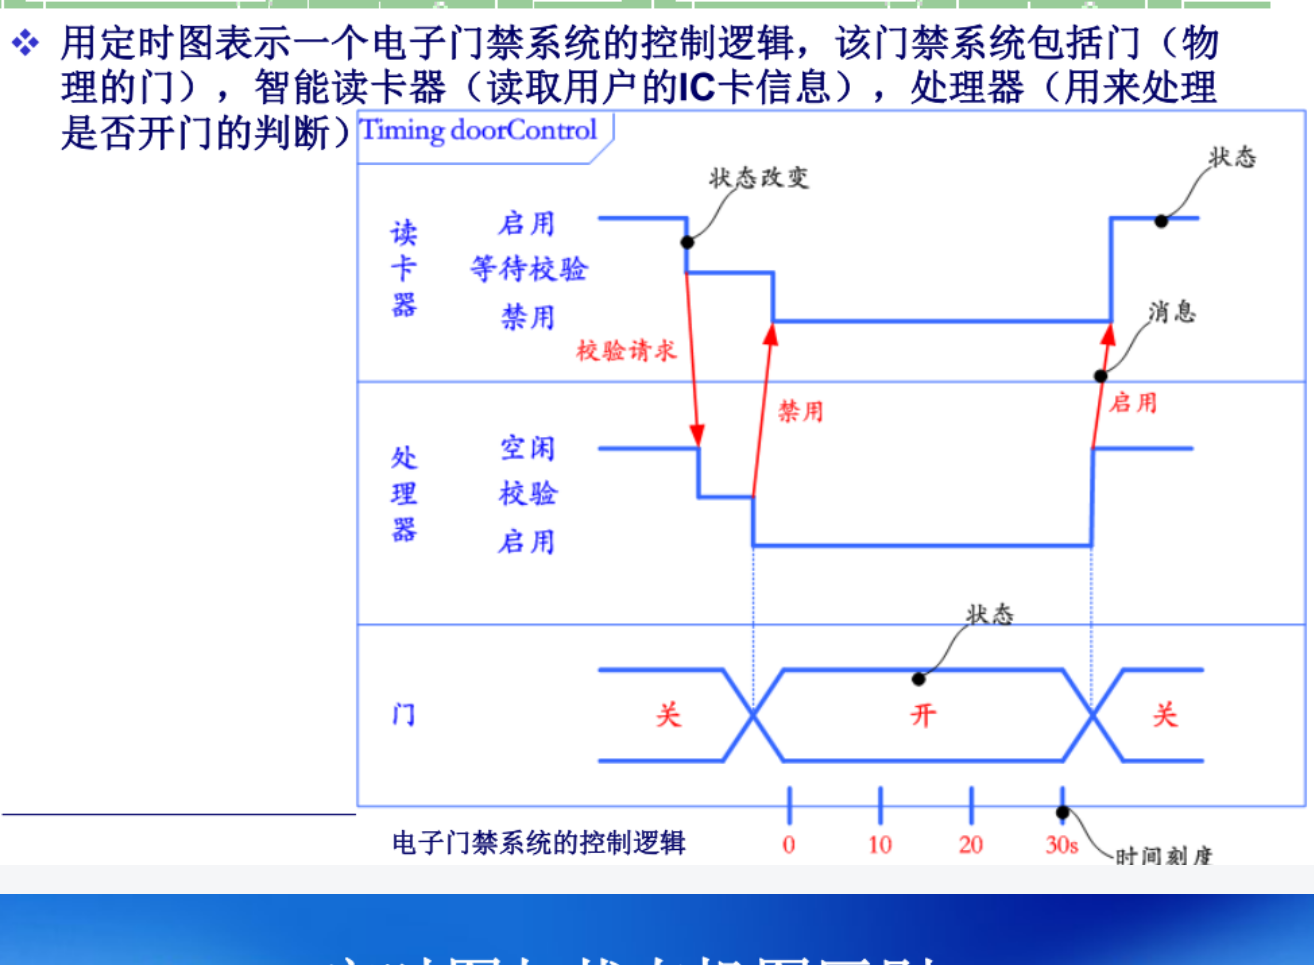 用定时图表示一个电子门禁系统的控制逻辑，该门禁系统包括门（物
理的门），智能读卡器（读取用户的IC卡信息），处理器（用来处理
是否开门的判断）
Timing doorControl
状态改变
状态
读卡器
启用
等待校验
禁用
消息
校验请求
禁用
启用
处理器
空闲
校验
启用
状态
门
关
开
关
电子门禁系统的控制逻辑
0
10
20
30s
时间刻度